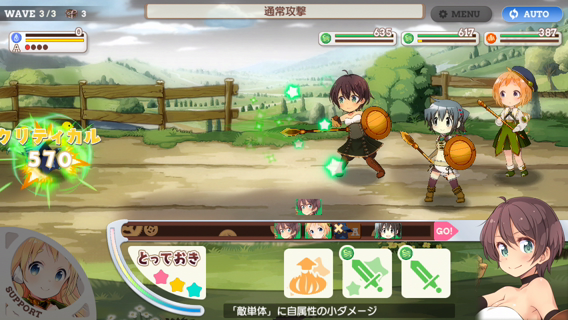 WAVE 3/3 3
通常攻撃
MENU
AUTO
0
A
635
617
387
クリティカル
570
GO!
とっておき
SUPPORT
「敵単体」に自属性の小ダメージ